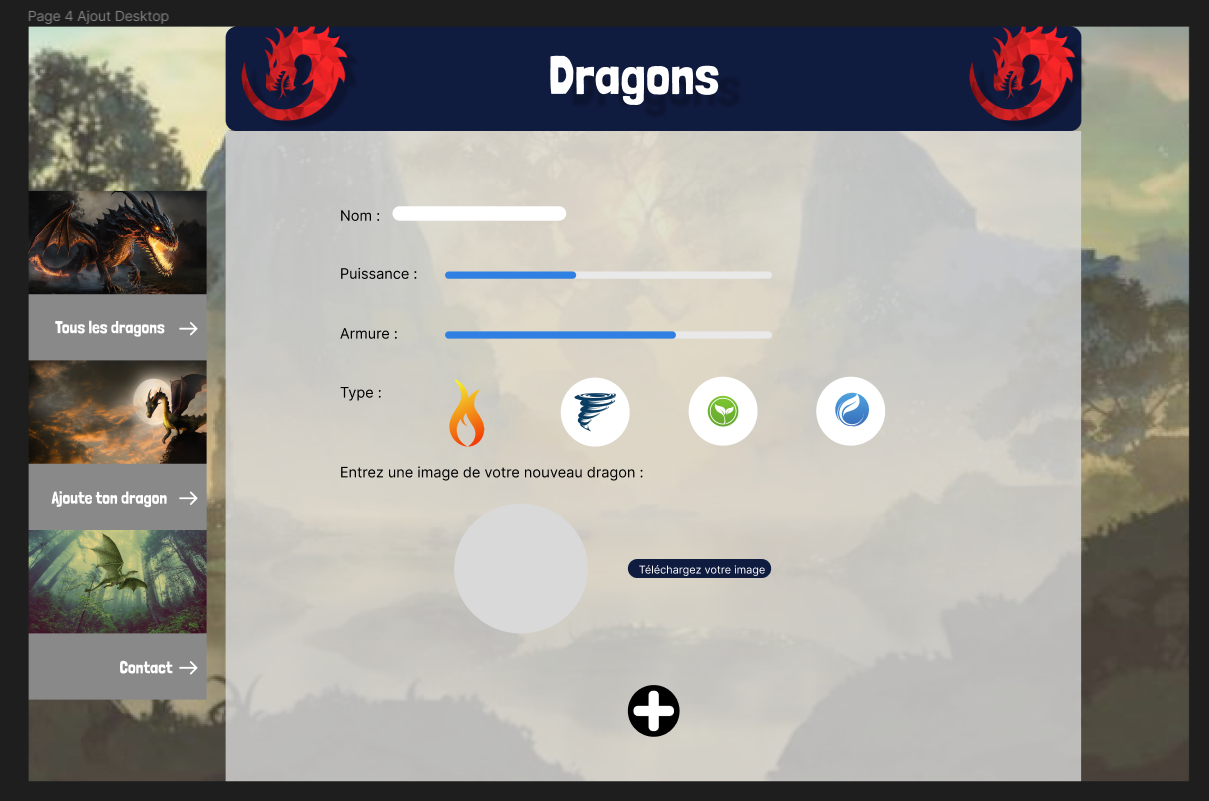 Page 4 Ajout Desktop
Dragons
Tous les dragons
Ajoute ton dragon
Contact
Nom :
Puissance :
Armure :
Type :
Entrez une image de votre nouveau dragon :
Téléchargez votre image